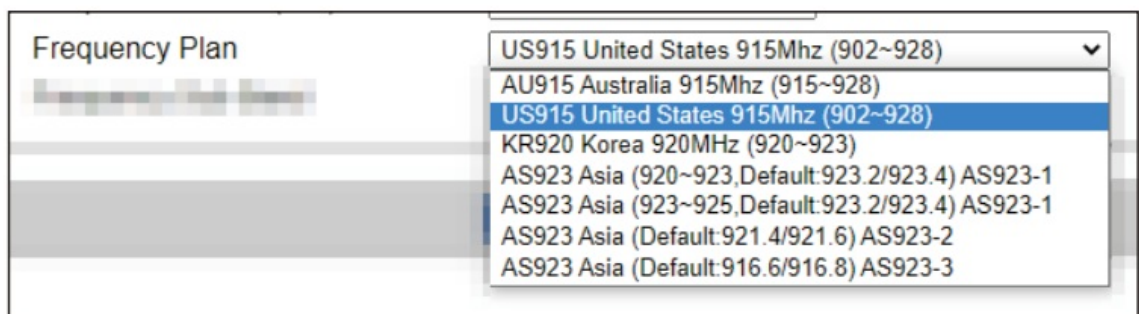 Frequency Plan
US915 United States 915Mhz (902~928)
AU915 Australia 915Mhz (915~928)
US915 United States 915Mhz (902~928)
KR920 Korea 920MHz (920~923)
AS923 Asia (920~923,Default:923.2/923.4) AS923-1
AS923 Asia (923~925,Default:923.2/923.4) AS923-1
AS923 Asia (Default:921.4/921.6) AS923-2
AS923 Asia (Default:916.6/916.8) AS923-3